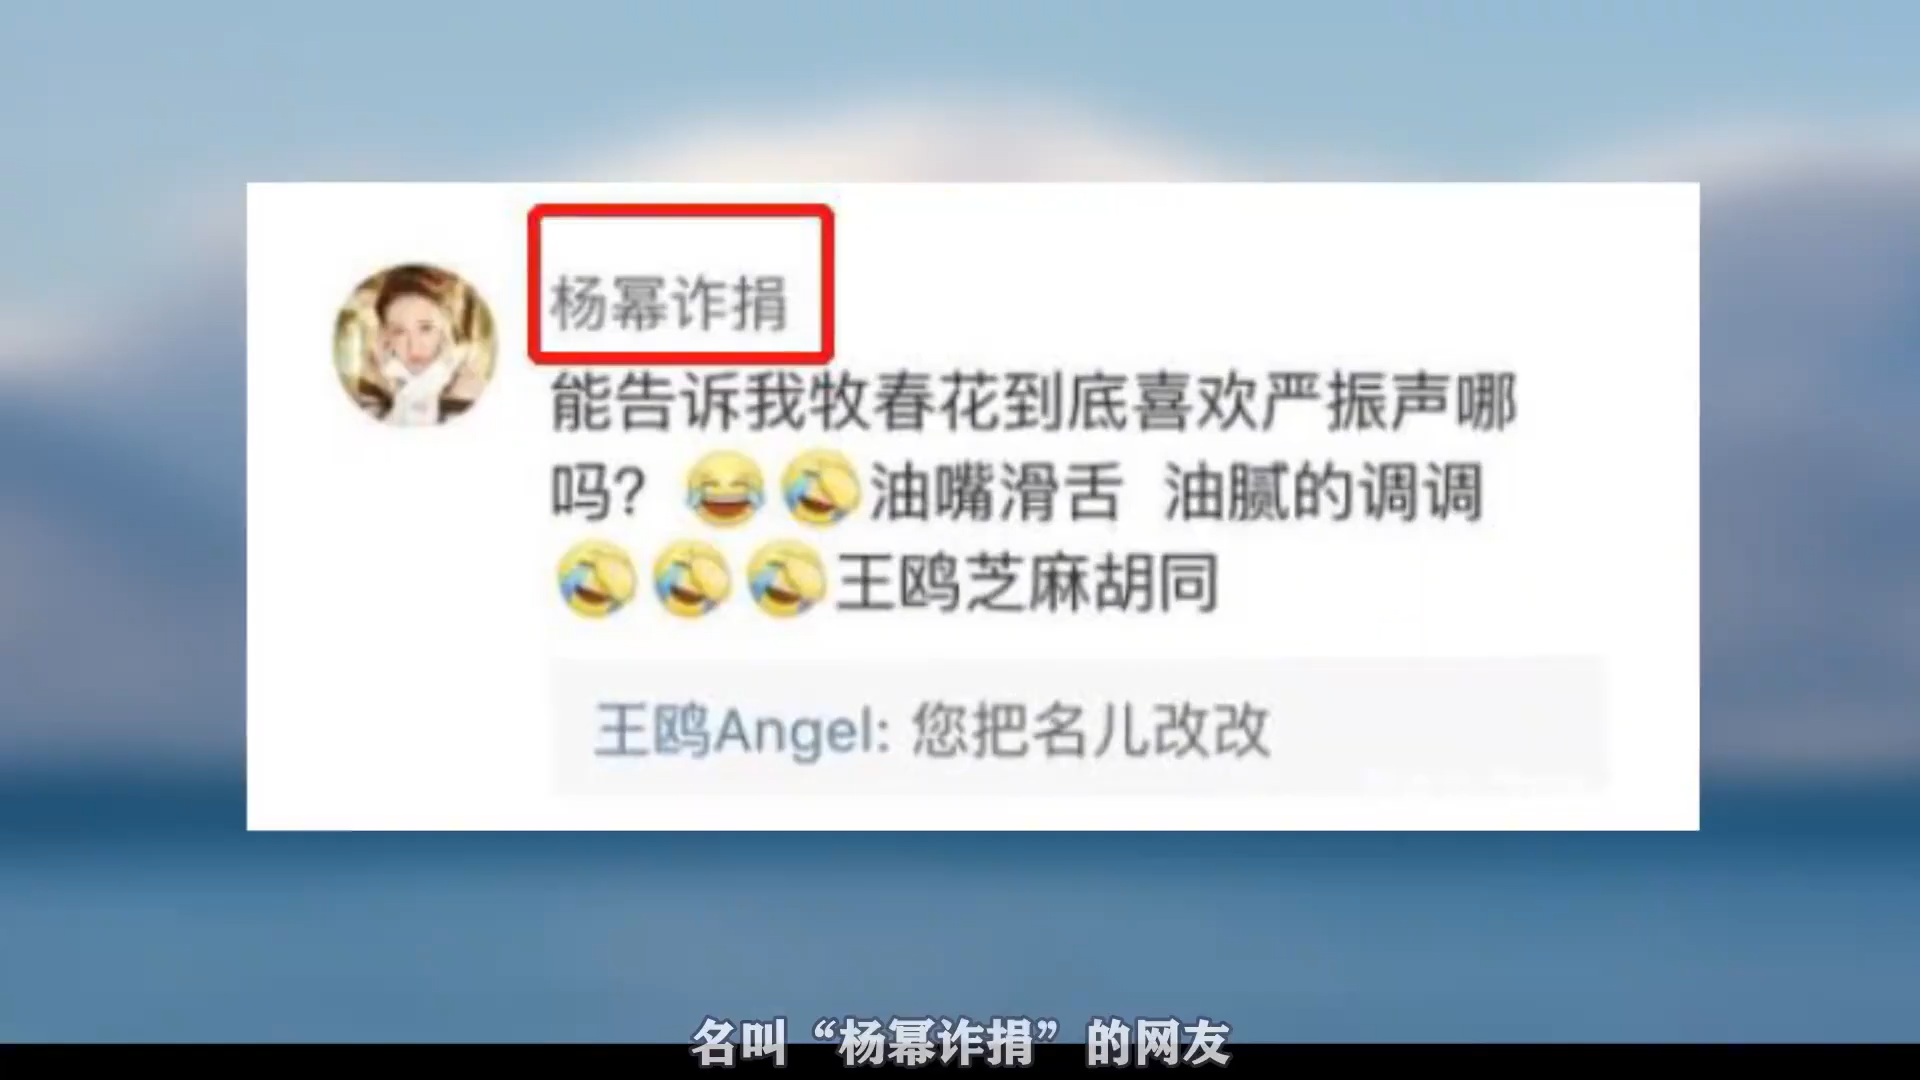 杨幂诈捐
能告诉我牧春花到底喜欢严振声哪
吗？😂🤣油嘴滑舌 油腻的调调
🤣🤣🤣王鸥芝麻胡同
王鸥Angel: 您把名儿改改
名叫“杨幂诈捐”的网友